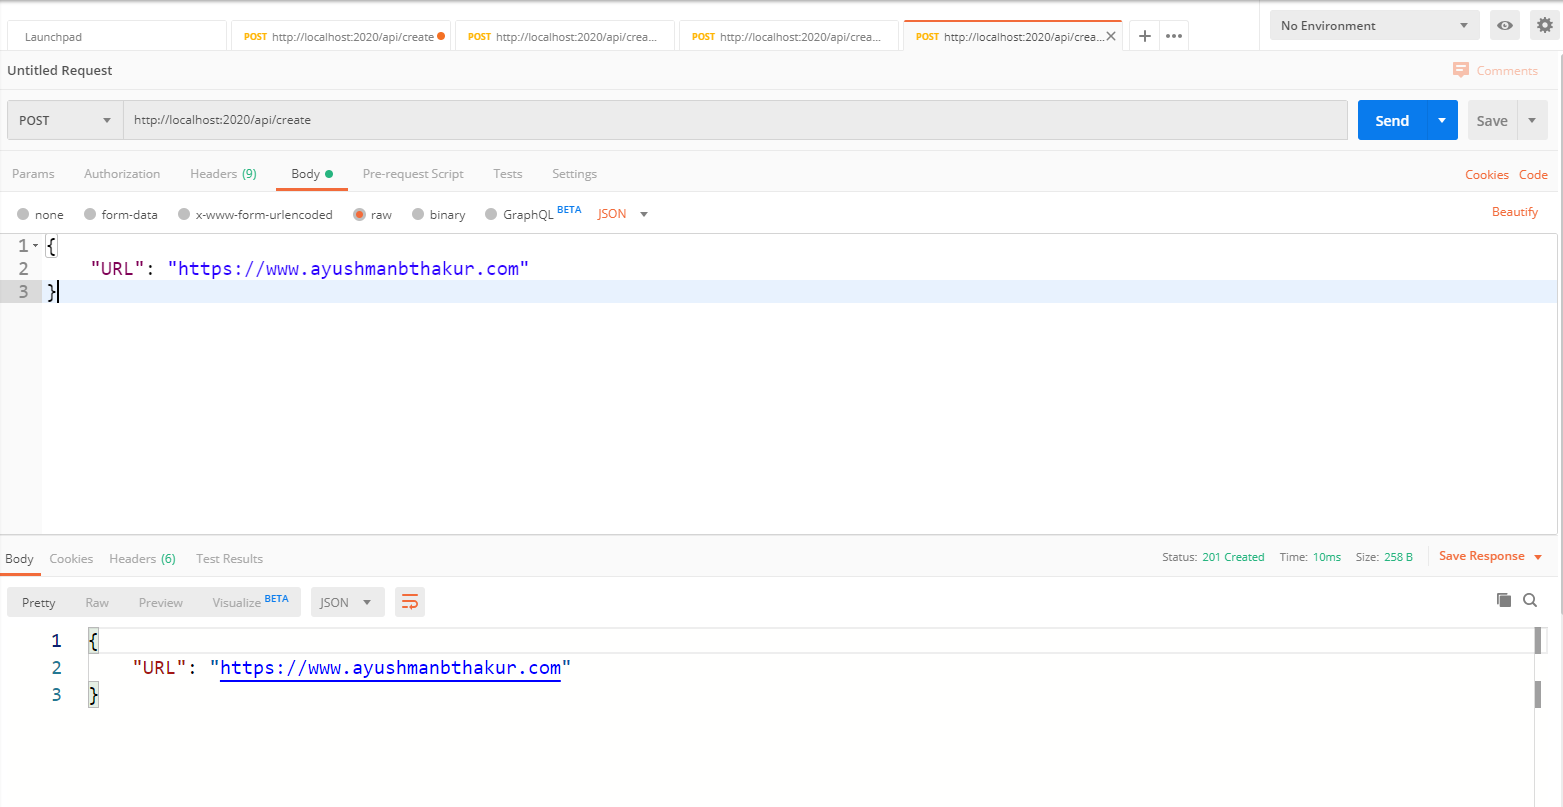 Launchpad
POST http://localhost:2020/api/create
POST http://localhost:2020/api/crea...
POST http://localhost:2020/api/crea...
POST http://localhost:2020/api/crea...
No Environment
Untitled Request
Comments
POST
http://localhost:2020/api/create
Send
Save
Params Authorization Headers (9) Body Pre-request Script Tests Settings
Cookies Code
none form-data x-www-form-urlencoded raw binary GraphQL BETA JSON
Beautify
1 {
2 "URL": "https://www.ayushmanbthakur.com"
3 }
Body Cookies Headers (6) Test Results
Status: 201 Created Time: 10ms Size: 258 B Save Response
Pretty Raw Preview Visualize BETA JSON
1 {
2 "URL": "https://www.ayushmanbthakur.com"
3 }